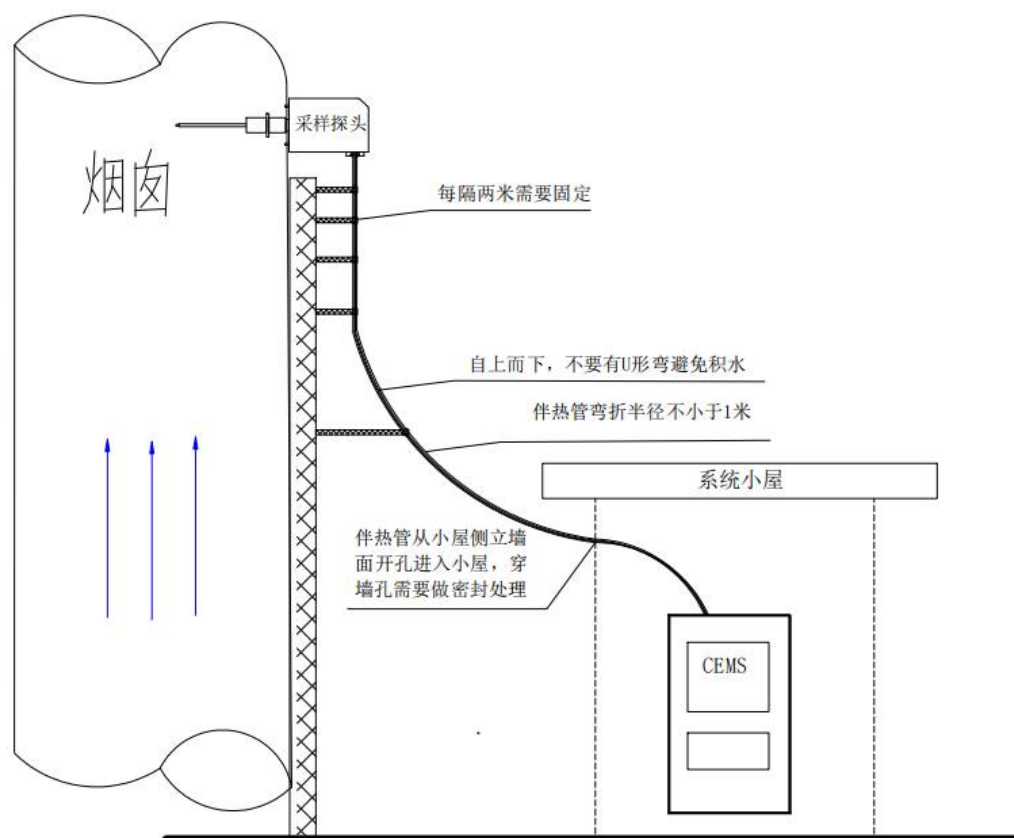 采样探头
烟囱
每隔两米需要固定
自上而下，不要有U形弯避免积水
伴热管弯折半径不小于1米
系统小屋
伴热管从小屋侧立墙
面开孔进入小屋，穿
墙孔需要做密封处理
CEMS